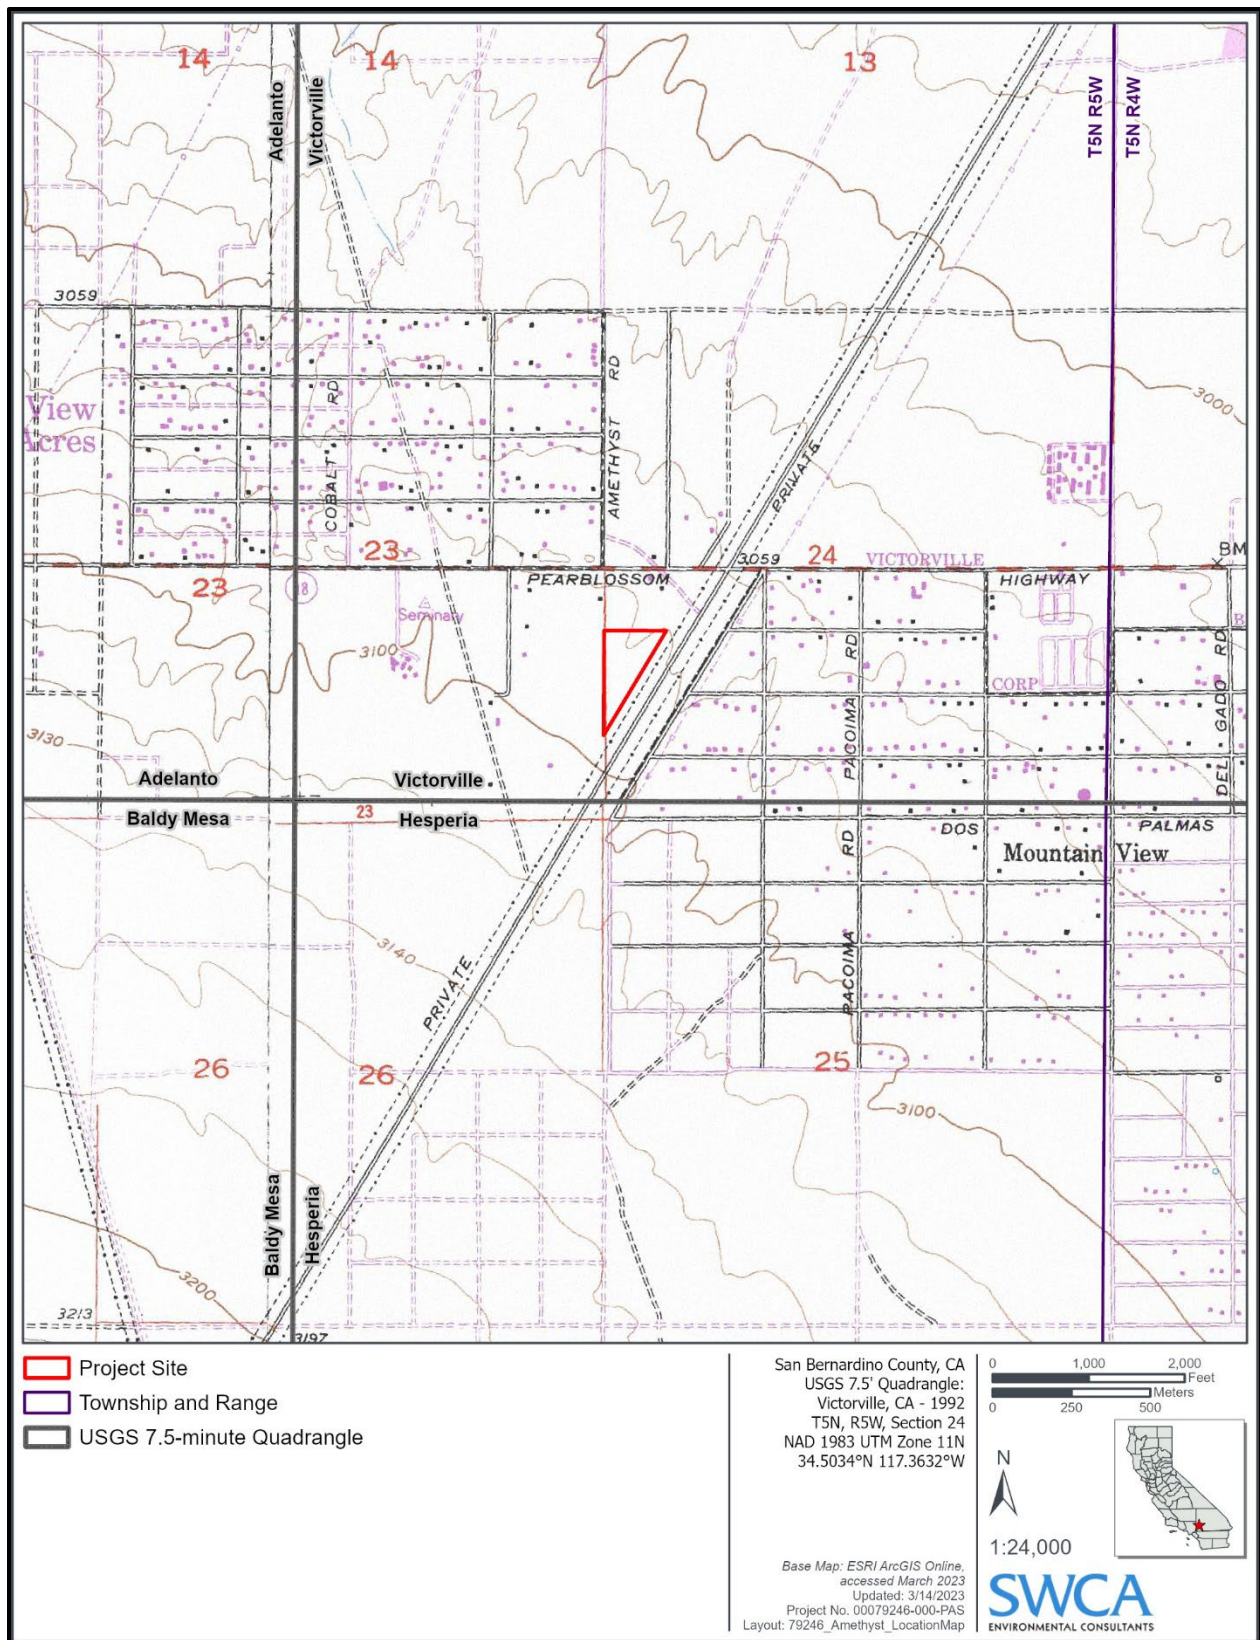 14
14
13
Adelanto
Victorville
T5N R5W
T5N R4W
3059
3000
View
Acres
COBALT RD
AMETHYST RD
PRIVATE
23
3059
24
VICTORVILLE
BM
PEARBLOSSOM
HIGHWAY
23
18
Seminary
3100
PACOIMA RD
CORP
DEL GADO RD
B
3130
Adelanto
Victorville
Baldy Mesa
23
Hesperia
DOS
PALMAS
Mountain View
PACOIMA RD
3140
PRIVATE
26
26
25
3100
Baldy Mesa
Hesperia
3200
3213
3197
Project Site
Township and Range
USGS 7.5-minute Quadrangle
San Bernardino County, CA
USGS 7.5' Quadrangle:
Victorville, CA - 1992
T5N, R5W, Section 24
NAD 1983 UTM Zone 11N
34.5034°N 117.3632°W
Base Map: ESRI ArcGIS Online,
accessed March 2023
Updated: 3/14/2023
Project No. 00079246-000-PAS
Layout: 79246_Amethyst_LocationMap
0 1,000 2,000
Feet
Meters
0 250 500
N
1:24,000
SWCA
ENVIRONMENTAL CONSULTANTS